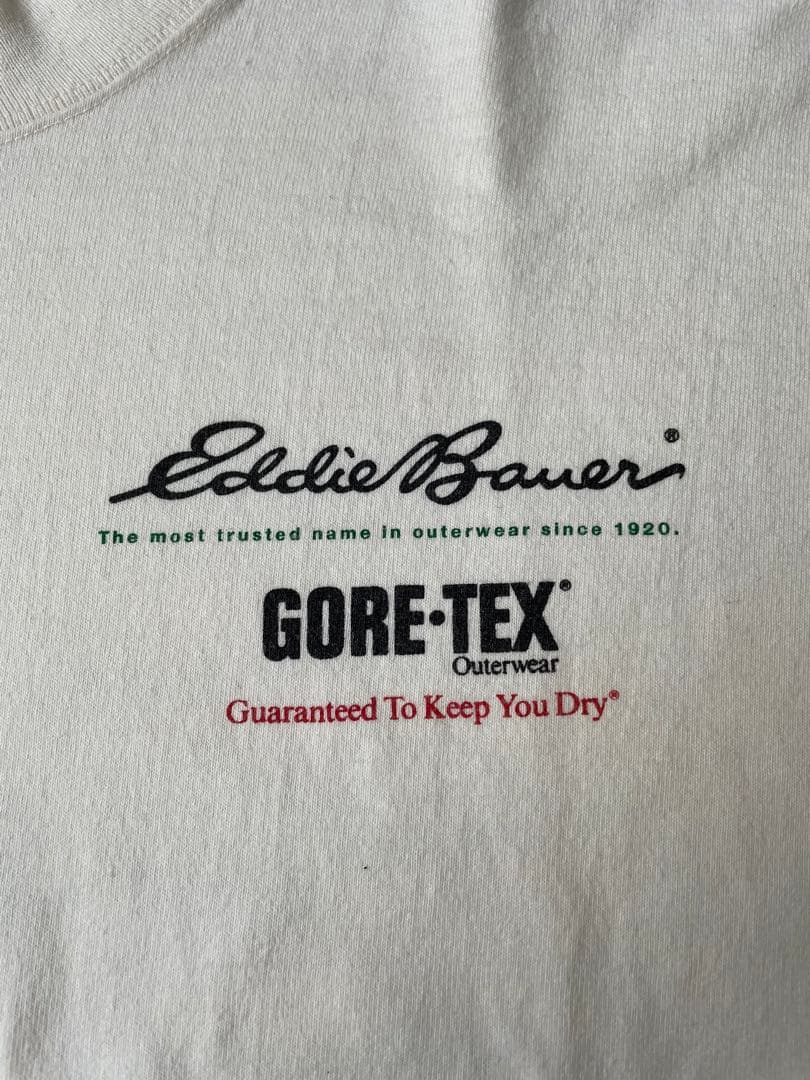 Eddie Bauer®
The most trusted name in outerwear since 1920.
GORE·TEX®
Outerwear
Guaranteed To Keep You Dry®